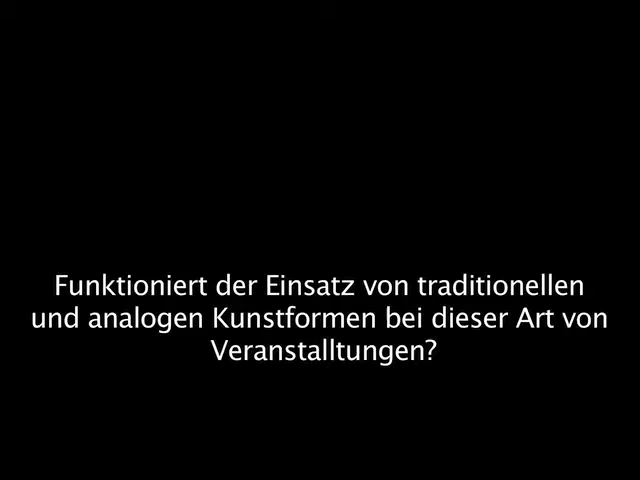 Funktioniert der Einsatz von traditionellen
und analogen Kunstformen bei dieser Art von
Veranstalltungen?